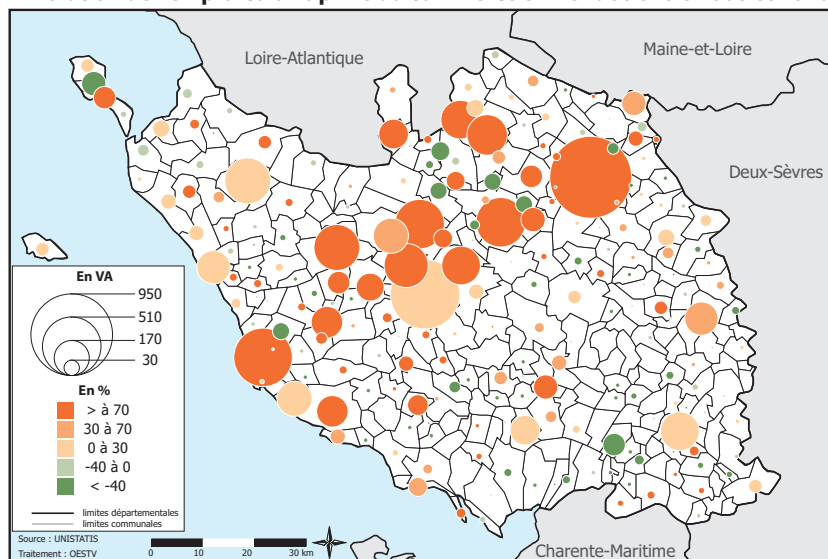 Loire-Atlantique
Maine-et-Loire
Deux-Sèvres
En VA
950
510
170
30
En %
> à 70
30 à 70
0 à 30
-40 à 0
< -40
limites départementales
limites communales
Source : UNISTATIS
Traitement : OESTV
0 10 20 30 km
Charente-Maritime